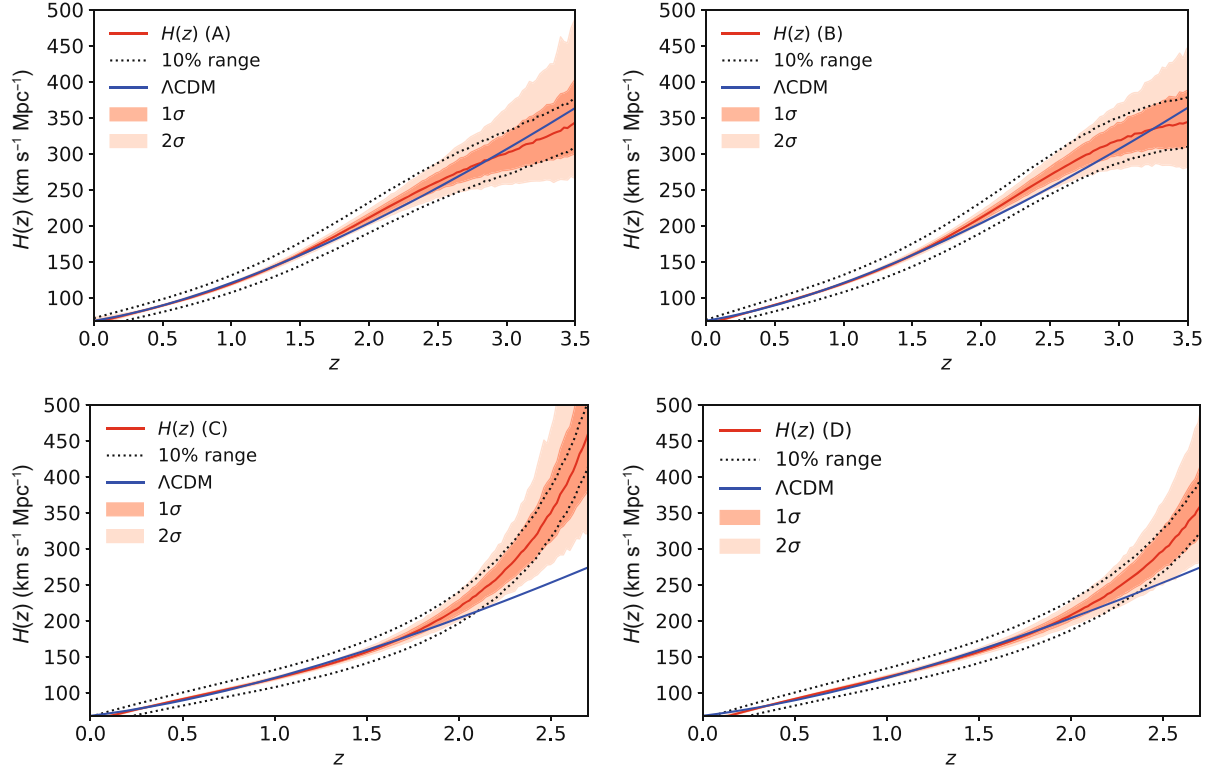 500
450
400
350
300
250
200
150
100
H(z) (km s⁻¹ Mpc⁻¹)
H(z) (A)
10% range
ΛCDM
1σ
2σ
0.0 0.5 1.0 1.5 2.0 2.5 3.0 3.5
z
500
450
400
350
300
250
200
150
100
H(z) (km s⁻¹ Mpc⁻¹)
H(z) (B)
10% range
ΛCDM
1σ
2σ
0.0 0.5 1.0 1.5 2.0 2.5 3.0 3.5
z
500
450
400
350
300
250
200
150
100
H(z) (km s⁻¹ Mpc⁻¹)
H(z) (C)
10% range
ΛCDM
1σ
2σ
0.0 0.5 1.0 1.5 2.0 2.5
z
500
450
400
350
300
250
200
150
100
H(z) (km s⁻¹ Mpc⁻¹)
H(z) (D)
10% range
ΛCDM
1σ
2σ
0.0 0.5 1.0 1.5 2.0 2.5
z